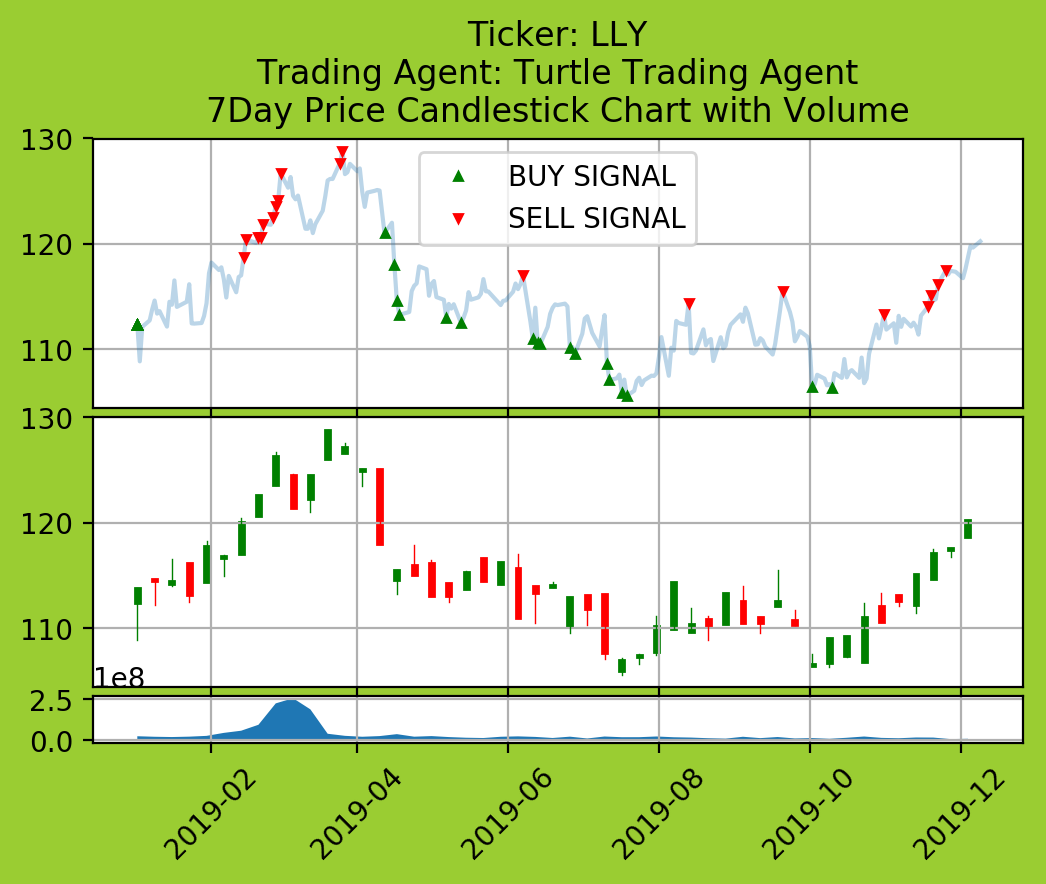 Ticker: LLY
Trading Agent: Turtle Trading Agent
7Day Price Candlestick Chart with Volume
130
BUY SIGNAL
SELL SIGNAL
120
110
130
120
110
1e8
2.5
0.0
2019-02
2019-04
2019-06
2019-08
2019-10
2019-12